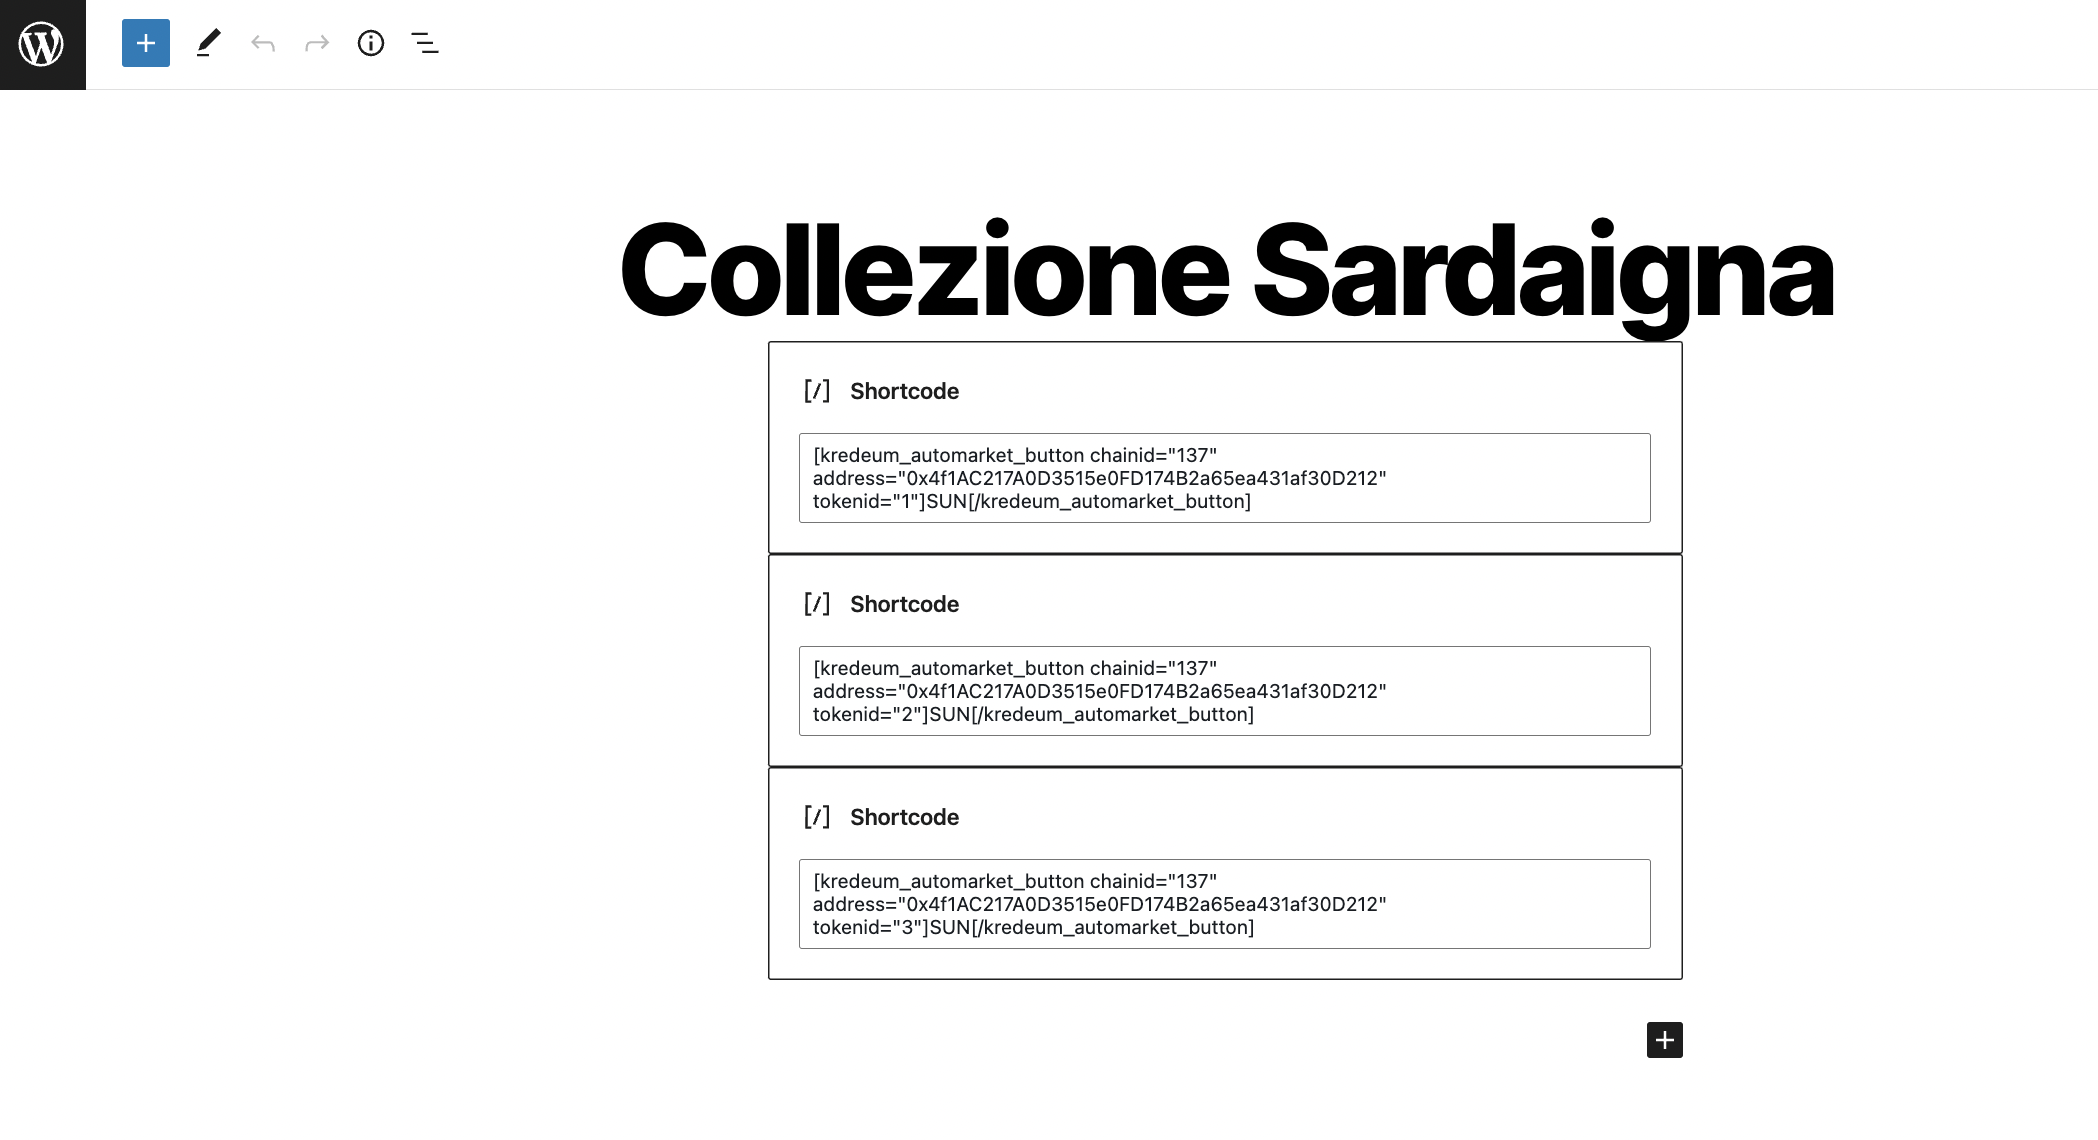 Collezione Sardaigna
[/] Shortcode
[kredeum_automarket_button chainid="137"
address="0x4f1AC217A0D3515e0FD174B2a65ea431af30D212"
tokenid="1"]SUN[/kredeum_automarket_button]
[/] Shortcode
[kredeum_automarket_button chainid="137"
address="0x4f1AC217A0D3515e0FD174B2a65ea431af30D212"
tokenid="2"]SUN[/kredeum_automarket_button]
[/] Shortcode
[kredeum_automarket_button chainid="137"
address="0x4f1AC217A0D3515e0FD174B2a65ea431af30D212"
tokenid="3"]SUN[/kredeum_automarket_button]